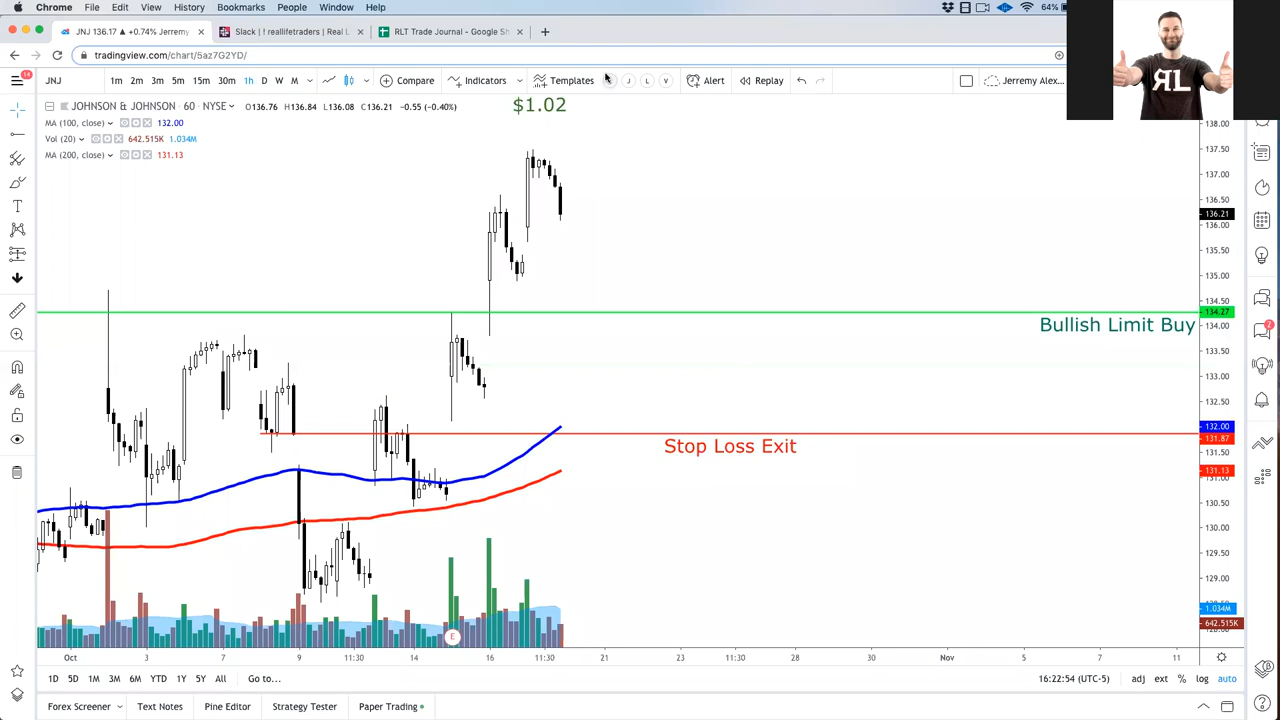 Chrome File Edit View History Bookmarks People Window Help 64%
JNJ 136.17 ▲ +0.74% Jerremy
Slack | ! reallifetraders | Real L
RLT Trade Journal - Google Sh
tradingview.com/chart/5az7G2YD/
14
JNJ 1m 2m 3m 5m 15m 30m 1h D W M Compare Indicators Templates J L V Alert Replay Jerremy Alex...
RL
JOHNSON & JOHNSON · 60 · NYSE O136.76 H136.84 L136.08 C136.21 −0.55 (−0.40%)
$1.02
MA (100, close) 132.00
Vol (20) 642.515K 1.034M
MA (200, close) 131.13
138.00
137.50
137.00
136.50
136.21
136.00
135.50
135.00
134.50
134.27
Bullish Limit Buy
134.00
2
133.50
133.00
132.50
132.00
131.87
Stop Loss Exit
131.50
131.13
131.00
130.50
130.00
129.50
129.00
1.034M
642.515K
E
Oct 3 7 9 11:30 14 16 11:30 21 23 11:30 28 30 Nov 5 7 11
1D 5D 1M 3M 6M YTD 1Y 5Y All Go to... 16:22:54 (UTC-5) adj ext % log auto
Forex Screener Text Notes Pine Editor Strategy Tester Paper Trading